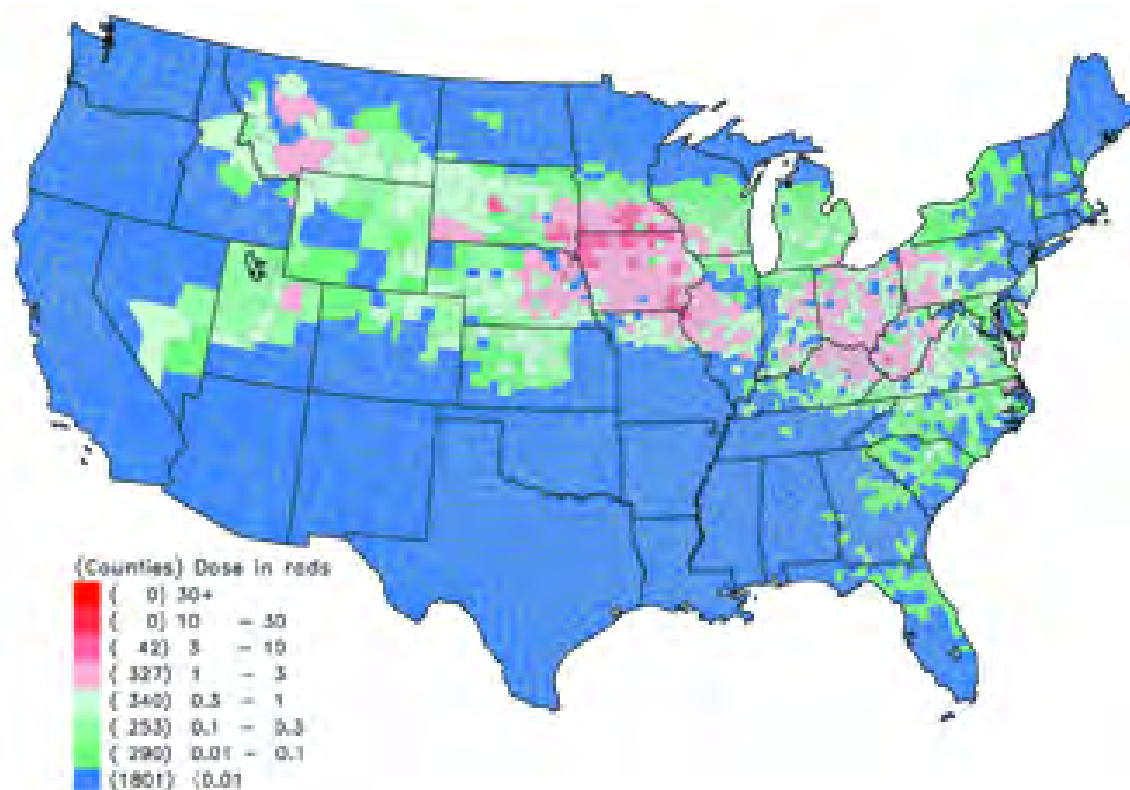 (Counties) Dose in rads
( 0) 30+
( 0) 10 - 30
( 42) 3 - 10
( 327) 1 - 3
( 340) 0.3 - 1
( 253) 0.1 - 0.3
( 290) 0.01 - 0.1
(1801) <0.01